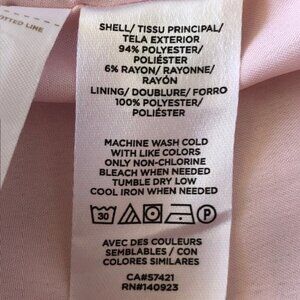 OTTED LINE
SHELL/ TISSU PRINCIPAL/
TELA EXTERIOR
94% POLYESTER/
POLIÉSTER
6% RAYON/ RAYONNE/
RAYÓN
LINING/ DOUBLURE/ FORRO
100% POLYESTER/
POLIÉSTER
MACHINE WASH COLD
WITH LIKE COLORS
ONLY NON-CHLORINE
BLEACH WHEN NEEDED
TUMBLE DRY LOW
COOL IRON WHEN NEEDED
30 P
AVEC DES COULEURS
SEMBLABLES / CON
COLORES SIMILARES
CA#57421
RN#140923